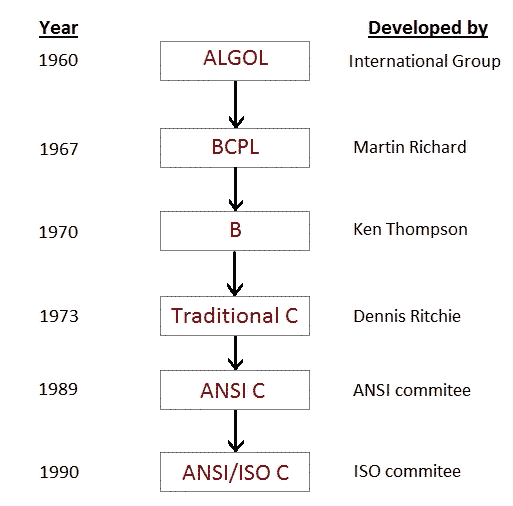 Year Developed by
1960 ALGOL International Group
1967 BCPL Martin Richard
1970 B Ken Thompson
1973 Traditional C Dennis Ritchie
1989 ANSI C ANSI commitee
1990 ANSI/ISO C ISO commitee